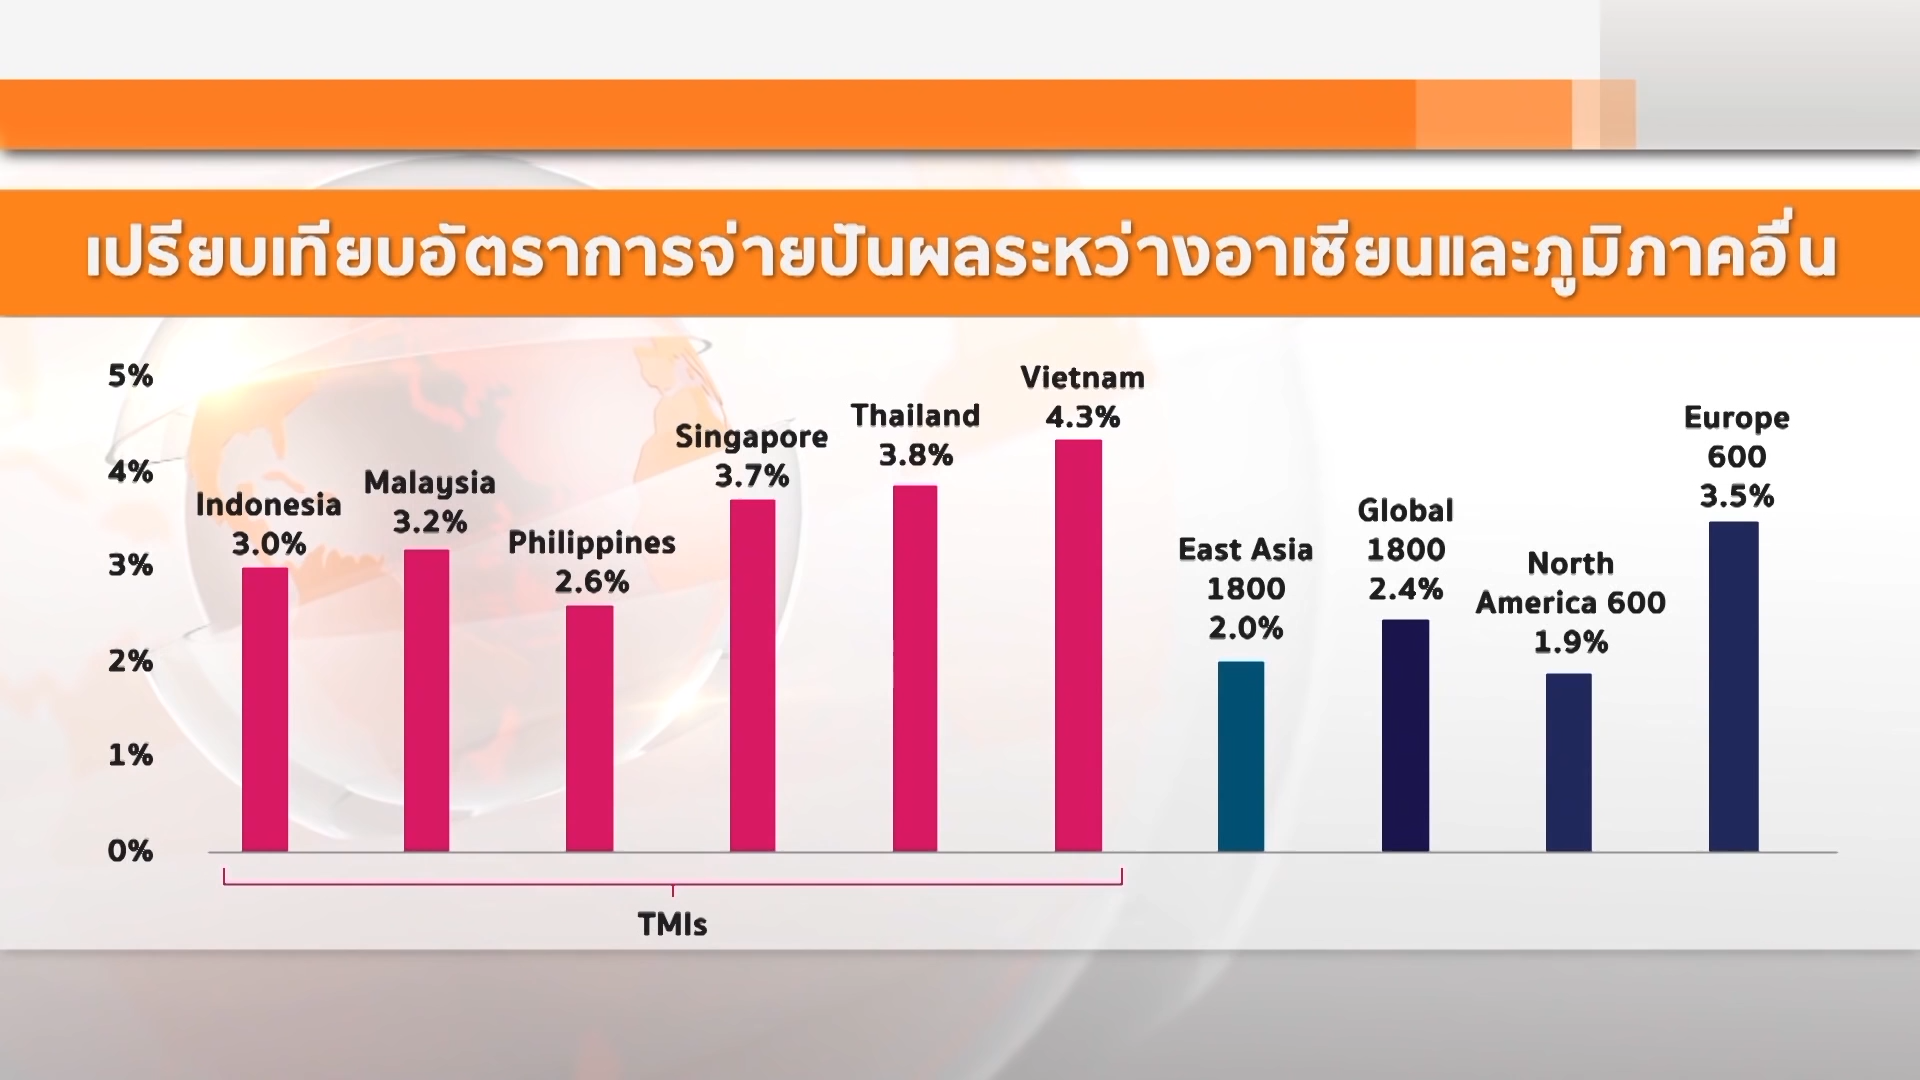 เปรียบเทียบอัตราการจ่ายปันผลระหว่างอาเซียนและภูมิภาคอื่น
5%
4%
3%
2%
1%
0%
Indonesia
3.0%
Malaysia
3.2%
Philippines
2.6%
Singapore
3.7%
Thailand
3.8%
Vietnam
4.3%
East Asia
1800
2.0%
Global
1800
2.4%
North
America 600
1.9%
Europe
600
3.5%
TMIs